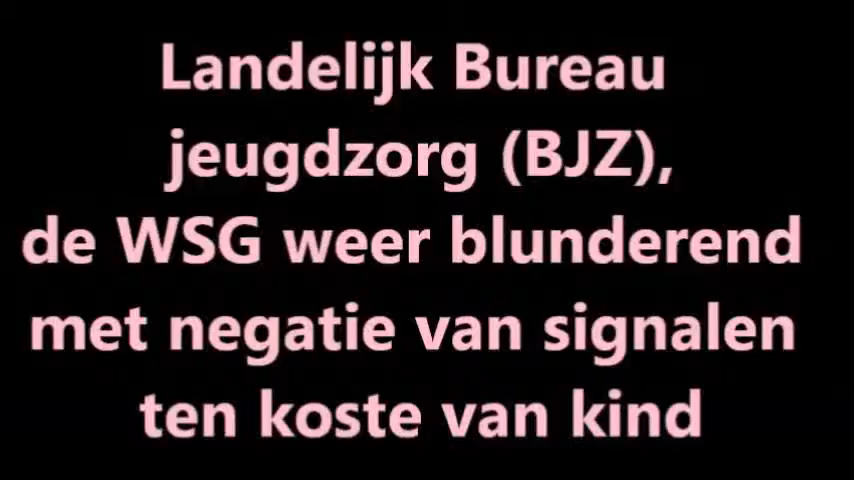 Landelijk Bureau
jeugdzorg (BJZ),
de WSG weer blunderend
met negatie van signalen
ten koste van kind